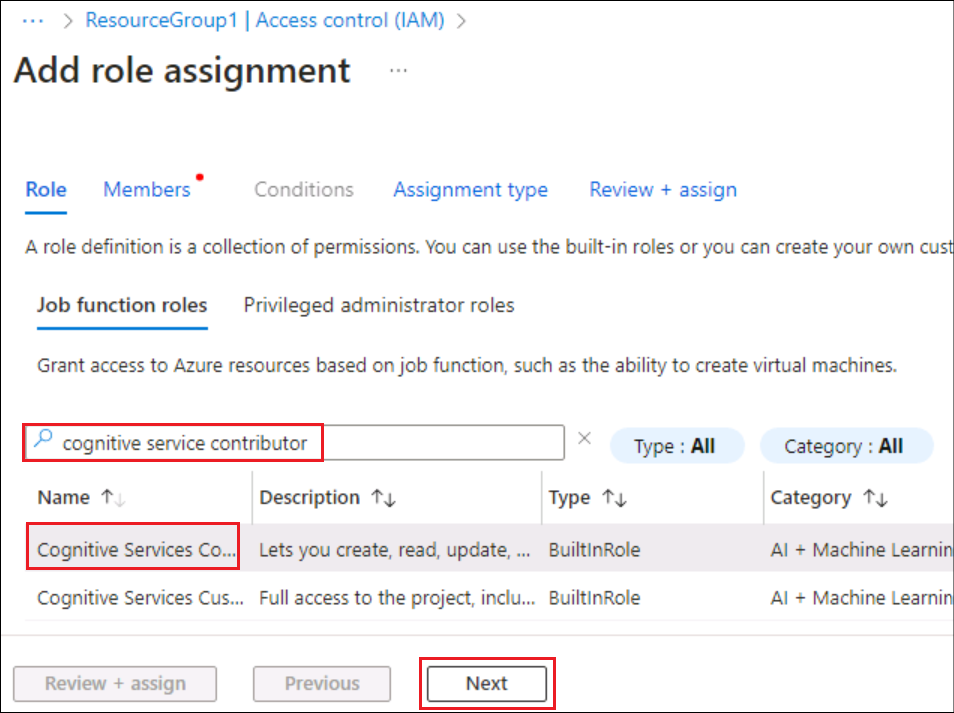 ... > ResourceGroup1 | Access control (IAM) >
Add role assignment ...
Role Members Conditions Assignment type Review + assign
A role definition is a collection of permissions. You can use the built-in roles or you can create your own cust
Job function roles Privileged administrator roles
Grant access to Azure resources based on job function, such as the ability to create virtual machines.
cognitive service contributor × Type : All Category : All
Name ↑↓ Description ↑↓ Type ↑↓ Category ↑↓
Cognitive Services Co... Lets you create, read, update, ... BuiltInRole AI + Machine Learnin
Cognitive Services Cus... Full access to the project, inclu... BuiltInRole AI + Machine Learnin
Review + assign Previous Next